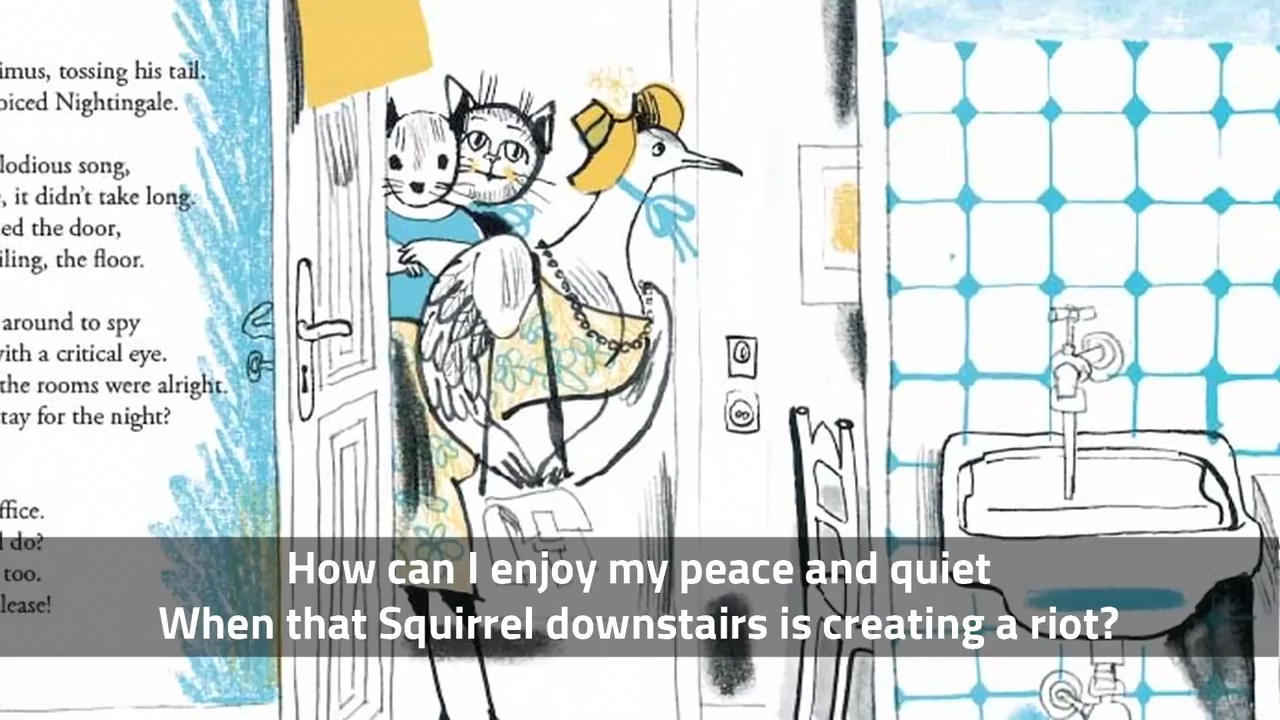 imus, tossing his tail.
oiced Nightingale.
lodious song,
, it didn't take long.
ed the door,
iling, the floor.
around to spy
ith a critical eye.
the rooms were alright.
tay for the night?
ffice.
do?
too.
lease!
How can I enjoy my peace and quiet
When that Squirrel downstairs is creating a riot?